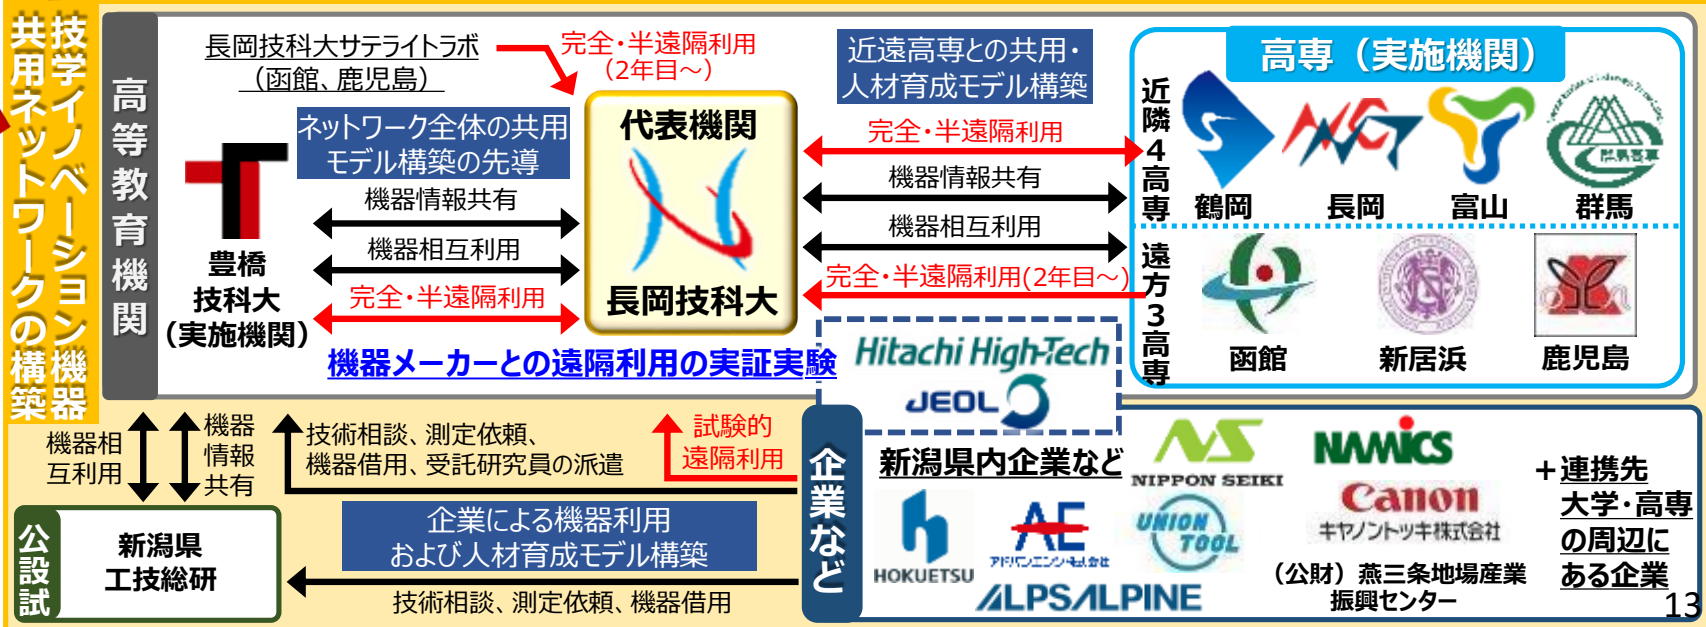 技学イノベーション機器
共用ネットワークの構築
高等教育機関
長岡技科大サテライトラボ
（函館、鹿児島）
完全・半遠隔利用
（2年目～）
ネットワーク全体の共用
モデル構築の先導
機器情報共有
機器相互利用
完全・半遠隔利用
豊橋
技科大
（実施機関）
代表機関
長岡技科大
機器メーカーとの遠隔利用の実証実験
近遠高専との共用・
人材育成モデル構築
完全・半遠隔利用
機器情報共有
機器相互利用
完全・半遠隔利用(2年目～)
高専（実施機関）
近隣4高専
鶴岡
長岡
富山
群馬
群馬高専
遠方3高専
函館
新居浜
鹿児島
Hitachi High-Tech
JEOL
機器相
互利用
機器
情報
共有
技術相談、測定依頼、
機器借用、受託研究員の派遣
試験的
遠隔利用
企業による機器利用
および人材育成モデル構築
技術相談、測定依頼、機器借用
公設試
新潟県
工技総研
企業など
新潟県内企業など
NIPPON SEIKI
NAMICS
Canon
キヤノントッキ株式会社
HOKUETSU
AE
アドバンエンジ株式会社
UNION
TOOL
ALPSALPINE
（公財）燕三条地場産業
振興センター
＋連携先
大学・高専
の周辺に
ある企業
13